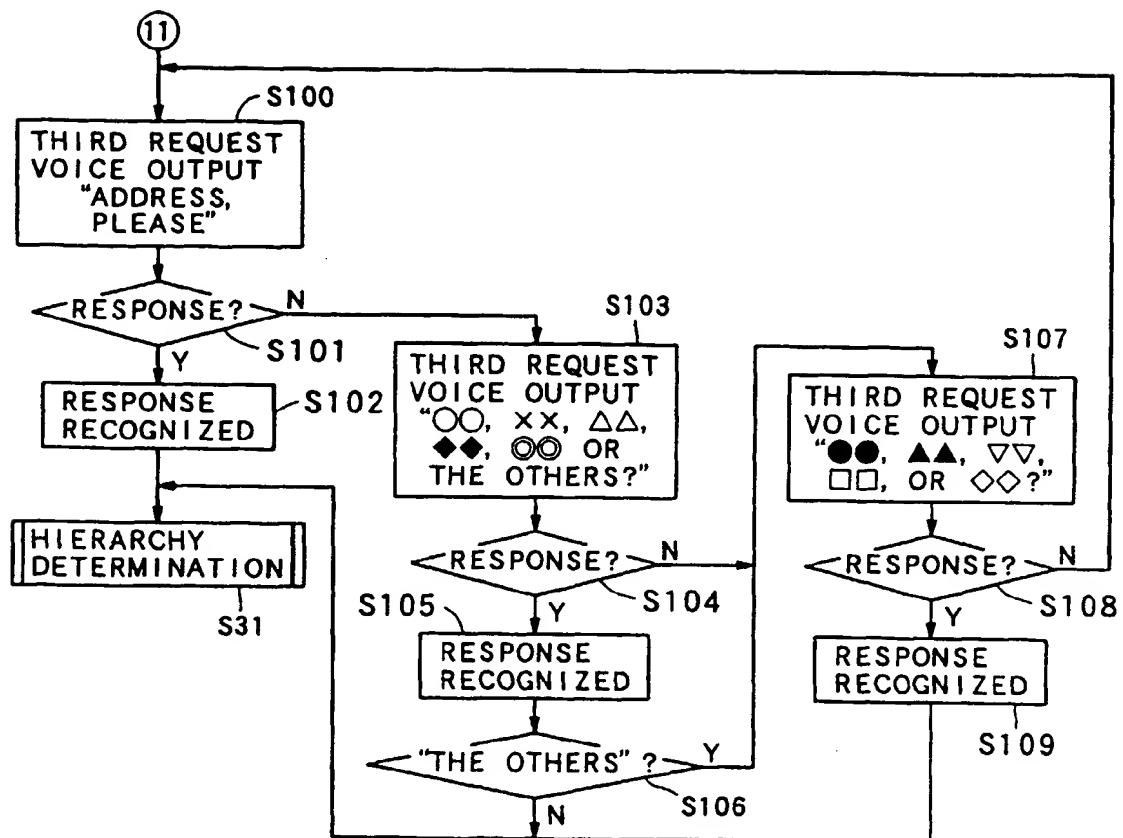 11
S100
THIRD REQUEST
VOICE OUTPUT
“ADDRESS,
PLEASE”
RESPONSE?
N
S101
Y
RESPONSE
RECOGNIZED
S102
HIERARCHY
DETERMINATION
S31
S103
THIRD REQUEST
VOICE OUTPUT
“○○, ××, △△,
◆◆, ◎◎ OR
THE OTHERS?”
RESPONSE?
N
S104
Y
S105
RESPONSE
RECOGNIZED
“THE OTHERS” ?
Y
S106
N
S107
THIRD REQUEST
VOICE OUTPUT
“●●, ▲▲, ▽▽,
□□, OR ◇◇?”
RESPONSE?
N
S108
Y
RESPONSE
RECOGNIZED
S109